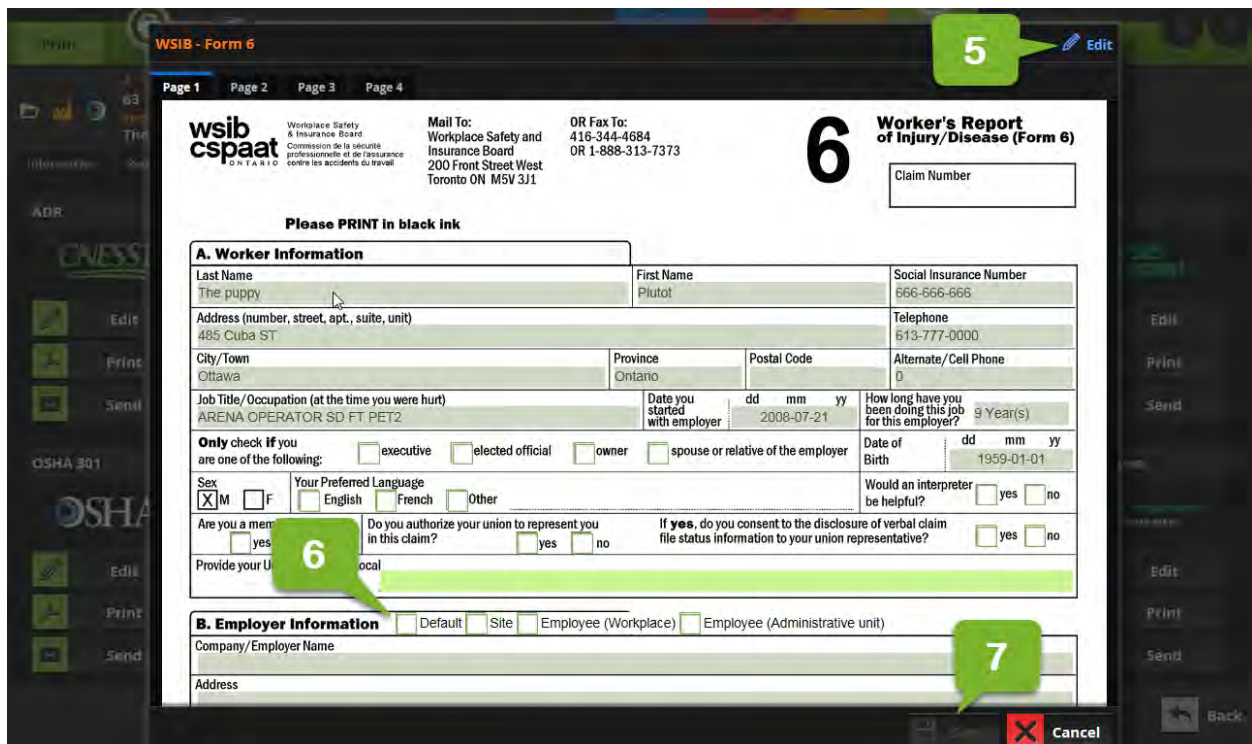 Print
5
WSIB - Form 6
Edit
Page 1 Page 2 Page 3 Page 4
63
The
wsib
cspaat
ONTARIO
Workplace Safety
& Insurance Board
Commission de la sécurité
professionnelle et de l'assurance
contre les accidents du travail
Mail To:
Workplace Safety and
Insurance Board
200 Front Street West
Toronto ON M5V 3J1
OR Fax To:
416-344-4684
OR 1-888-313-7373
6
Worker's Report
of Injury/Disease (Form 6)
Claim Number
Please PRINT in black ink
ADR
CNESST
Edit
Print
Send
A. Worker Information
Last Name First Name Social Insurance Number
The puppy Plutot 666-666-666
Address (number, street, apt., suite, unit) Telephone
485 Cuba ST 613-777-0000
City/Town Province Postal Code Alternate/Cell Phone
Ottawa Ontario 0
Job Title/Occupation (at the time you were hurt)
ARENA OPERATOR SD FT PET2
Date you
started
with employer
dd mm yy
2008-07-21
How long have you
been doing this job
for this employer?
9 Year(s)
Only check if you
are one of the following:
executive elected official owner spouse or relative of the employer
Date of
Birth
dd mm yy
1959-01-01
Sex
X M F
Your Preferred Language
English French Other
Would an interpreter
be helpful?
yes no
Are you a mem
yes
Do you authorize your union to represent you
in this claim?
yes no
If yes, do you consent to the disclosure of verbal claim
file status information to your union representative?
yes no
6
Provide your U ocal
B. Employer Information Default Site Employee (Workplace) Employee (Administrative unit)
Company/Employer Name
7
Address
Cancel
OSHA 301
OSHA
Edit
Print
Send
Edit
Print
Send
Edit
Print
Send
Back